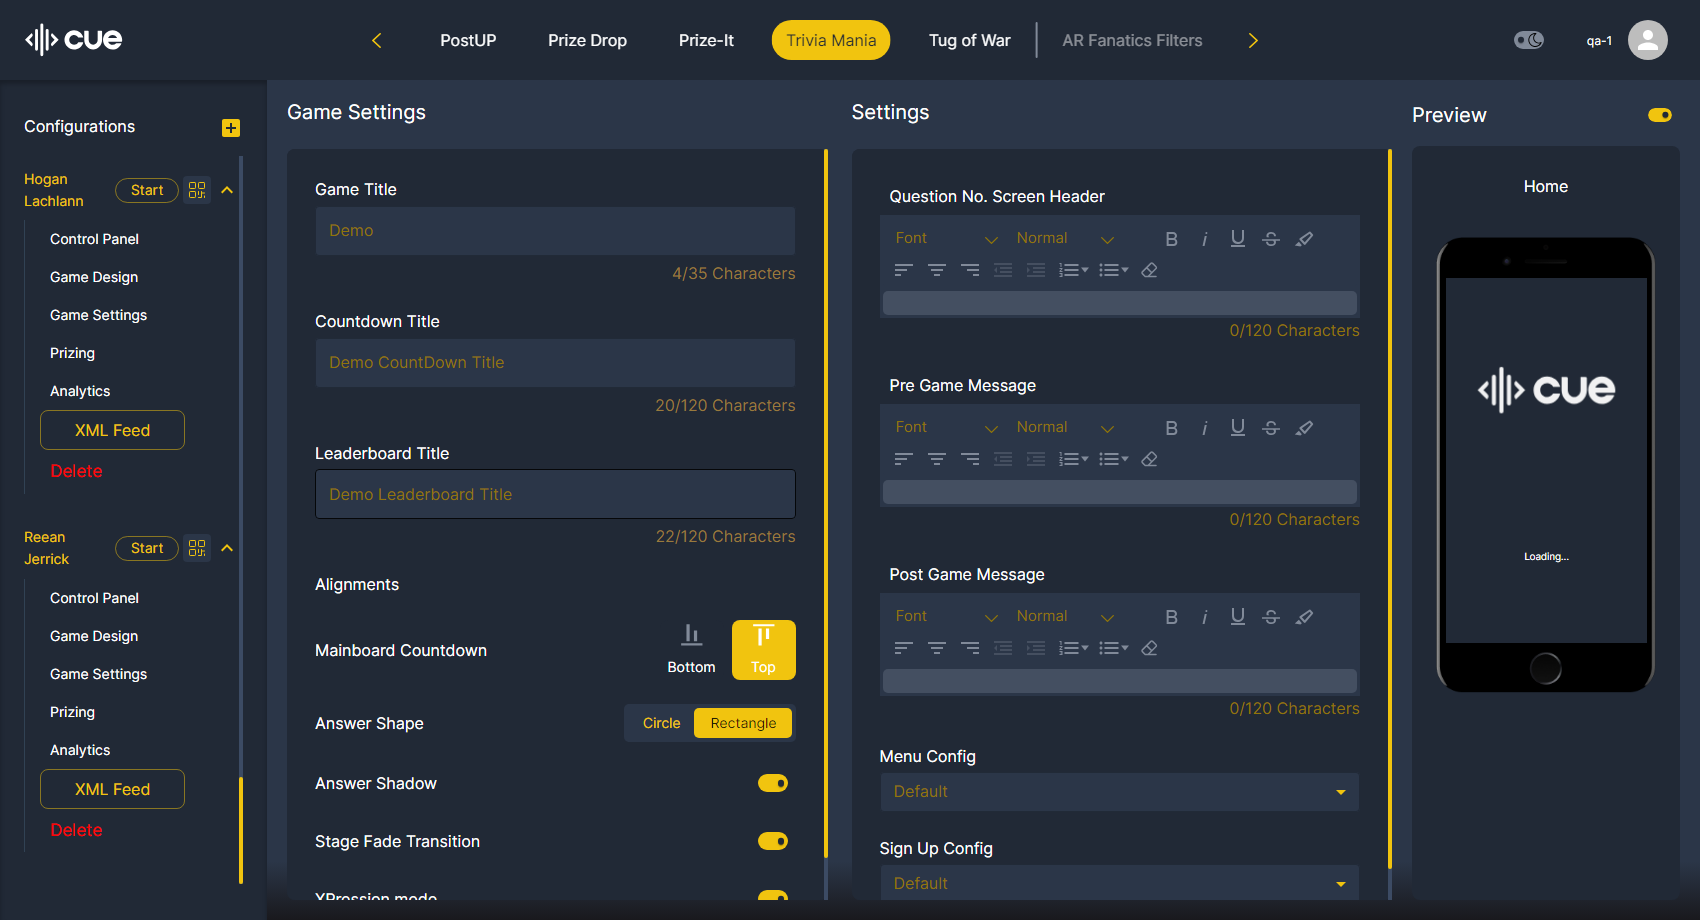 cue
PostUP
Prize Drop
Prize-It
Trivia Mania
Tug of War
AR Fanatics Filters
qa-1
Configurations
Hogan
Lachlann
Start
Control Panel
Game Design
Game Settings
Prizing
Analytics
XML Feed
Delete
Reean
Jerrick
Start
Control Panel
Game Design
Game Settings
Prizing
Analytics
XML Feed
Delete
Game Settings
Game Title
Demo
4/35 Characters
Countdown Title
Demo CountDown Title
20/120 Characters
Leaderboard Title
Demo Leaderboard Title
22/120 Characters
Alignments
Mainboard Countdown
Bottom
Top
Answer Shape
Circle
Rectangle
Answer Shadow
Stage Fade Transition
XPression mode
Settings
Question No. Screen Header
Font
Normal
B i U S
0/120 Characters
Pre Game Message
Font
Normal
B i U S
0/120 Characters
Post Game Message
Font
Normal
B i U S
0/120 Characters
Menu Config
Default
Sign Up Config
Default
Preview
Home
cue
Loading...